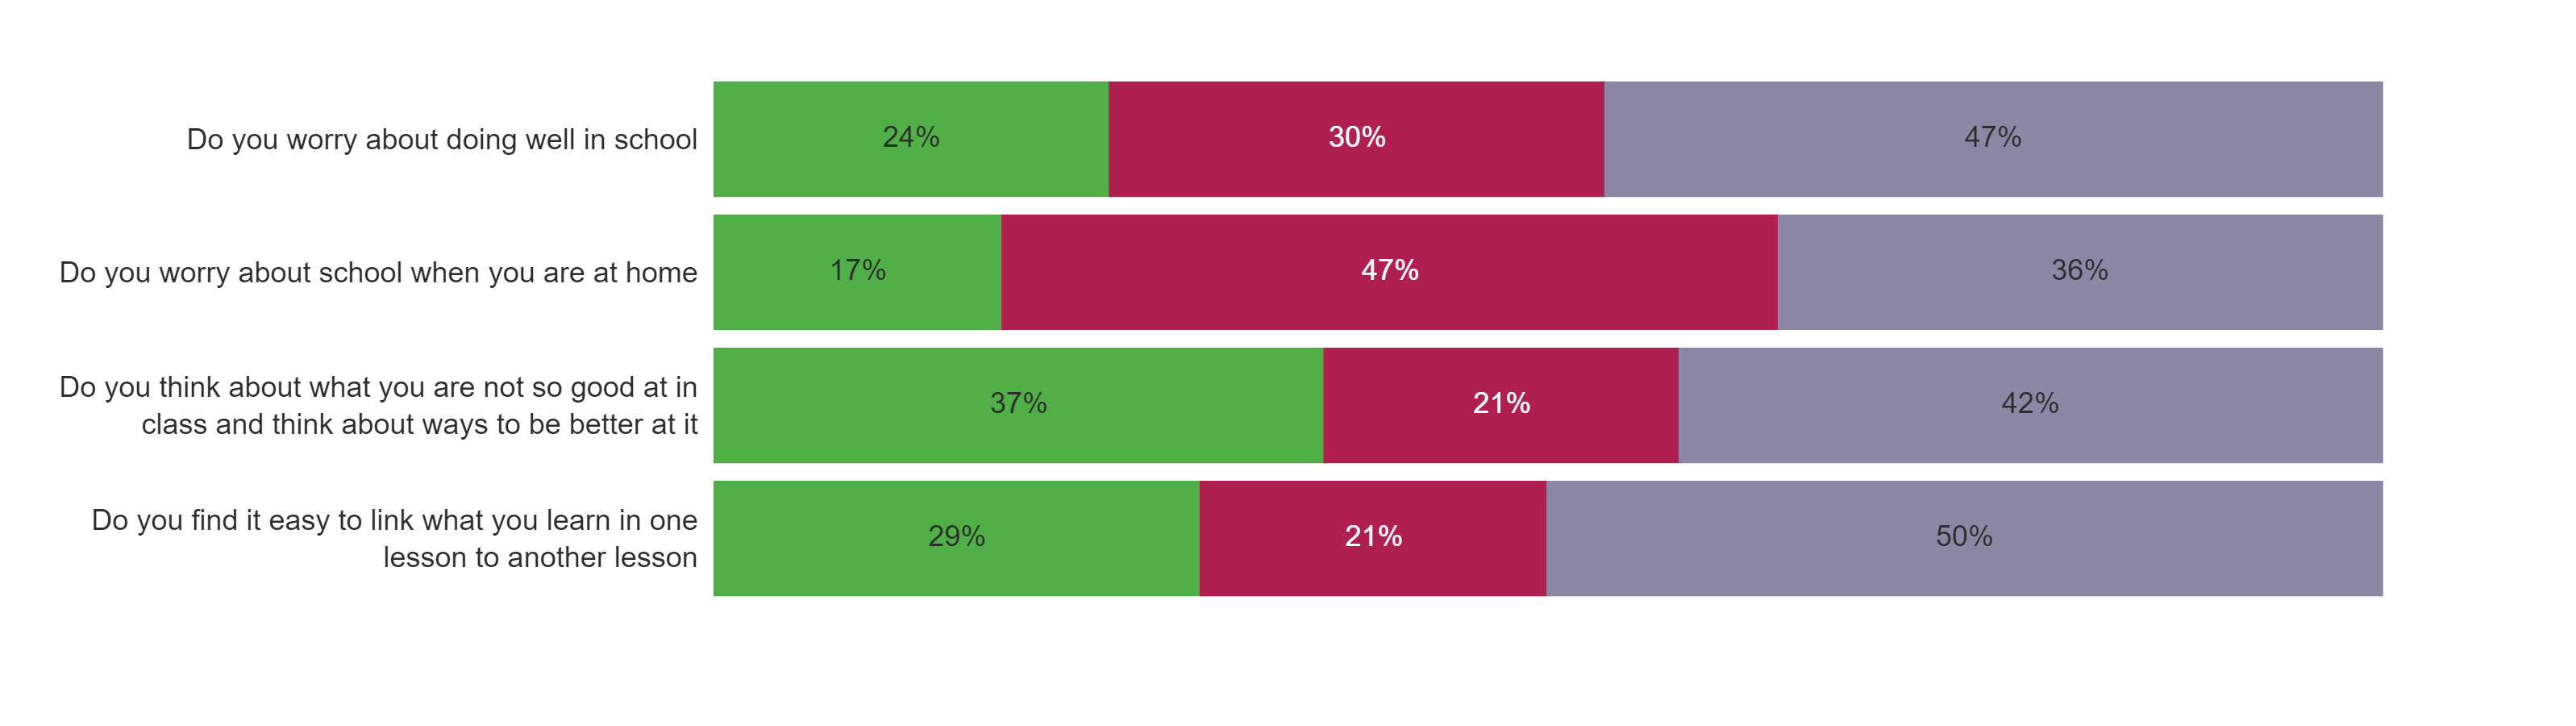 Do you worry about doing well in school
24%
30%
47%
Do you worry about school when you are at home
17%
47%
36%
Do you think about what you are not so good at in
class and think about ways to be better at it
37%
21%
42%
Do you find it easy to link what you learn in one
lesson to another lesson
29%
21%
50%